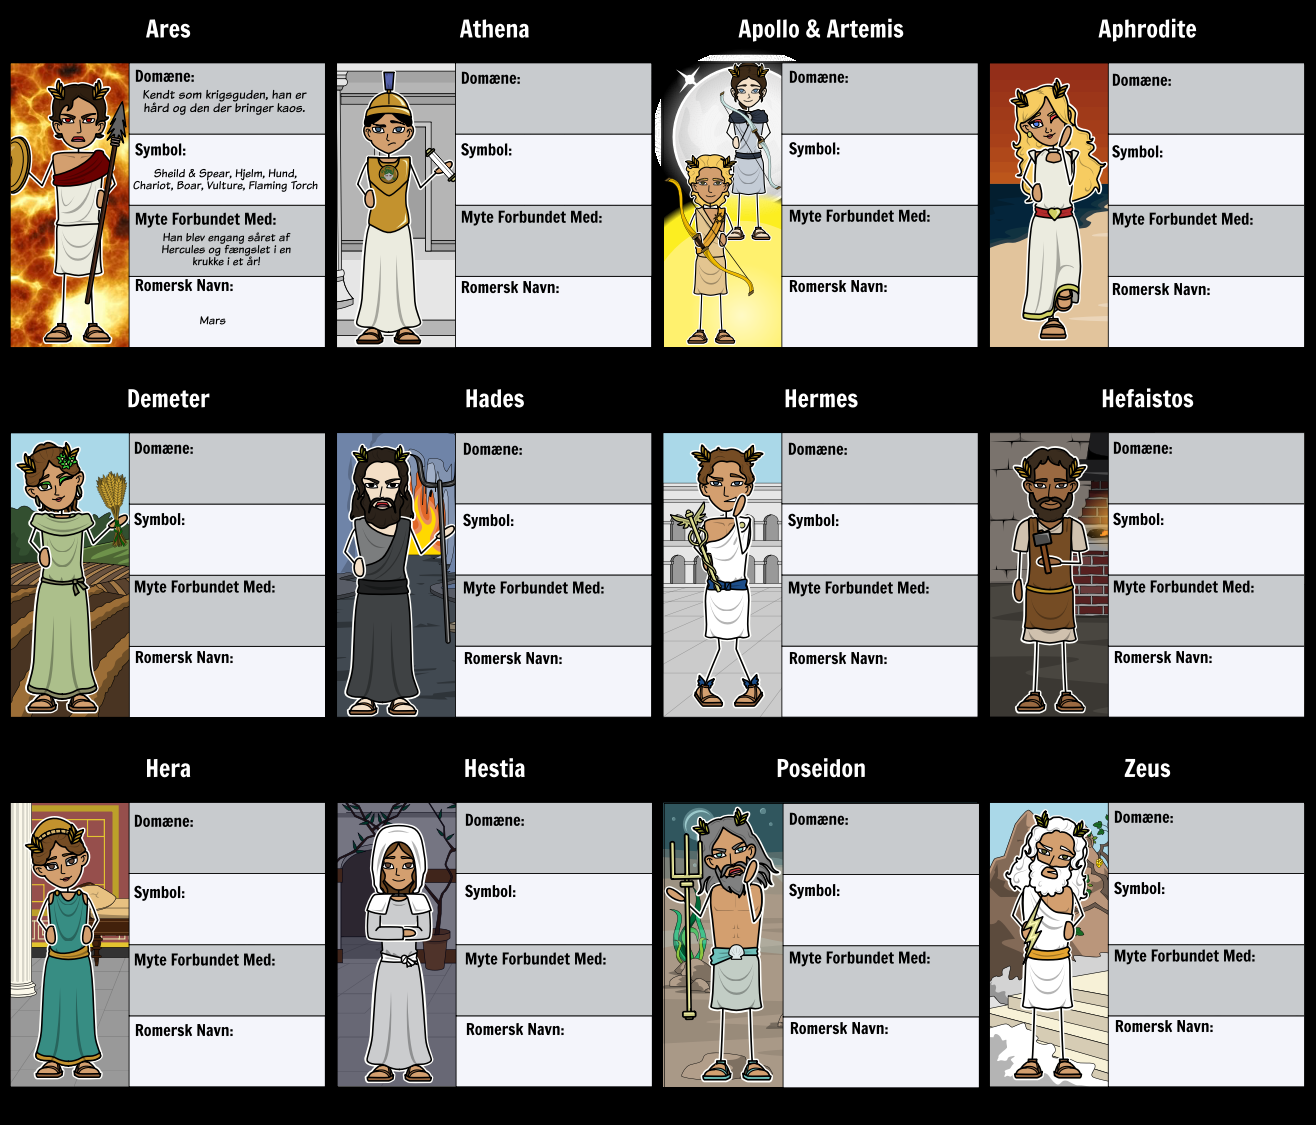 Ares
Domæne:
Kendt som krigsguden, han er
hård og den der bringer kaos.
Symbol:
Sheild & Spear, Hjelm, Hund,
Chariot, Boar, Vulture, Flaming Torch
Myte Forbundet Med:
Han blev engang såret af
Hercules og fængslet i en
krukke i et år!
Romersk Navn:
Mars
Athena
Domæne:
Symbol:
Myte Forbundet Med:
Romersk Navn:
Apollo & Artemis
Domæne:
Symbol:
Myte Forbundet Med:
Romersk Navn:
Aphrodite
Domæne:
Symbol:
Myte Forbundet Med:
Romersk Navn:
Demeter
Domæne:
Symbol:
Myte Forbundet Med:
Romersk Navn:
Hades
Domæne:
Symbol:
Myte Forbundet Med:
Romersk Navn:
Hermes
Domæne:
Symbol:
Myte Forbundet Med:
Romersk Navn:
Hefaistos
Domæne:
Symbol:
Myte Forbundet Med:
Romersk Navn:
Hera
Domæne:
Symbol:
Myte Forbundet Med:
Romersk Navn:
Hestia
Domæne:
Symbol:
Myte Forbundet Med:
Romersk Navn:
Poseidon
Domæne:
Symbol:
Myte Forbundet Med:
Romersk Navn:
Zeus
Domæne:
Symbol:
Myte Forbundet Med:
Romersk Navn: